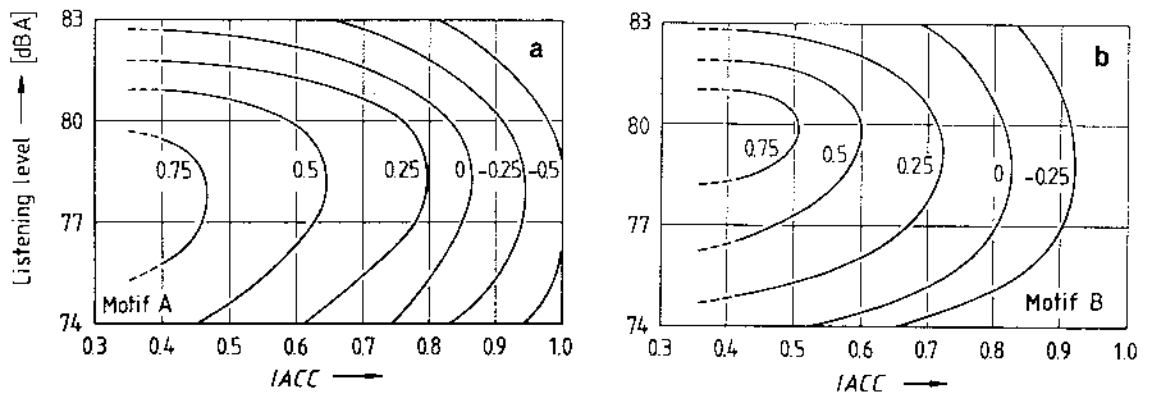 Listening level → [dBA]
83
80
77
74
a
0.75 0.5 0.25 0 -0.25 -0.5
Motif A
0.3 0.4 0.5 0.6 0.7 0.8 0.9 1.0
IACC →
83
80
77
74
b
0.75 0.5 0.25 0 -0.25
Motif B
0.3 0.4 0.5 0.6 0.7 0.8 0.9 1.0
IACC →